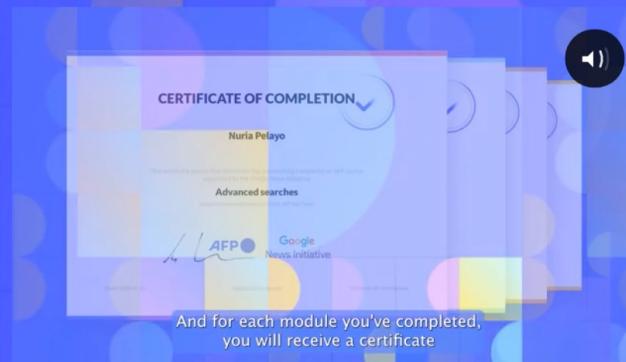 CERTIFICATE OF COMPLETION
Nuria Pelayo
Advanced searches
AFP
Google
News Initiative
And for each module you've completed,
you will receive a certificate